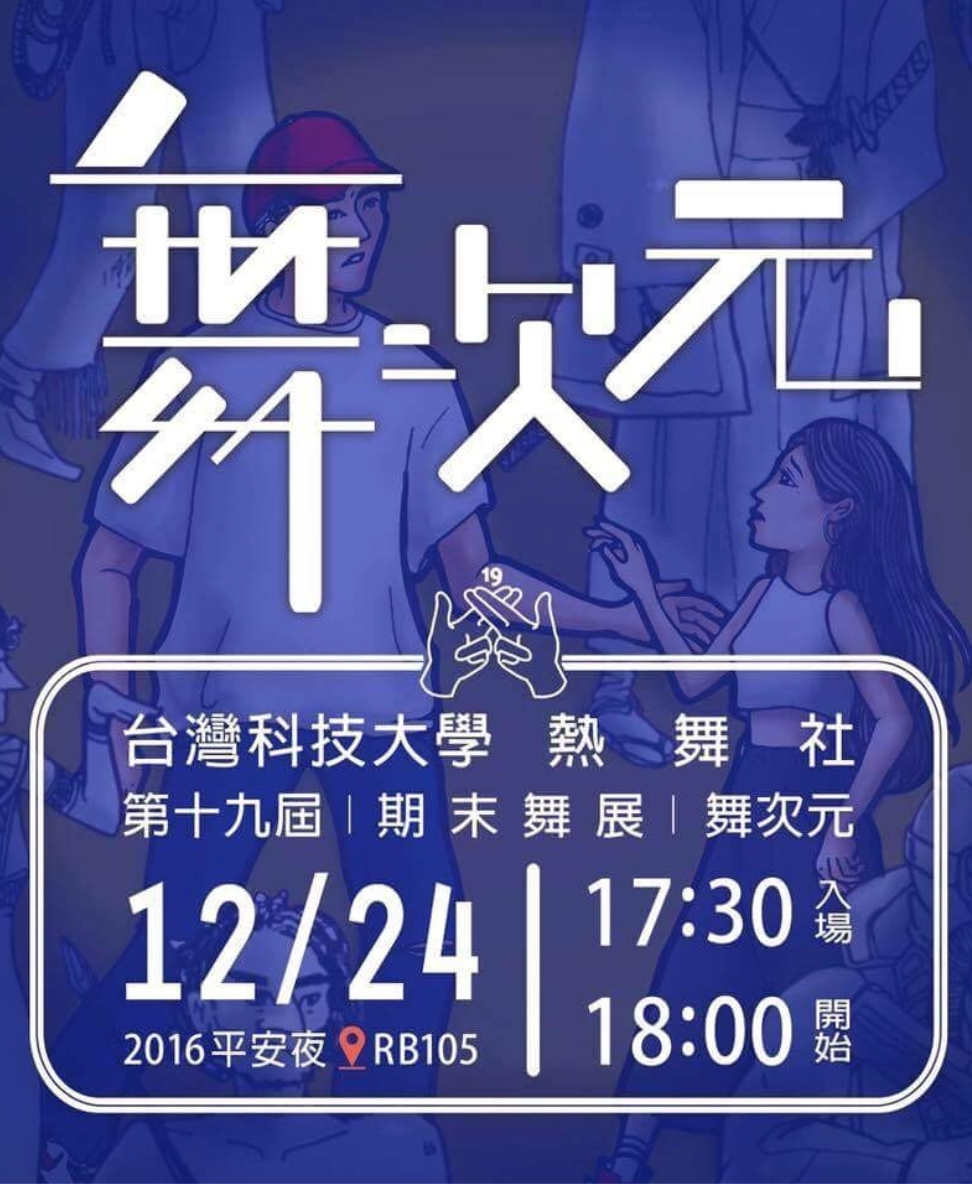 舞次元
19
台灣科技大學 熱舞社
第十九屆|期末舞展|舞次元
12/24
2016平安夜 RB105
17:30 入場
18:00 開始